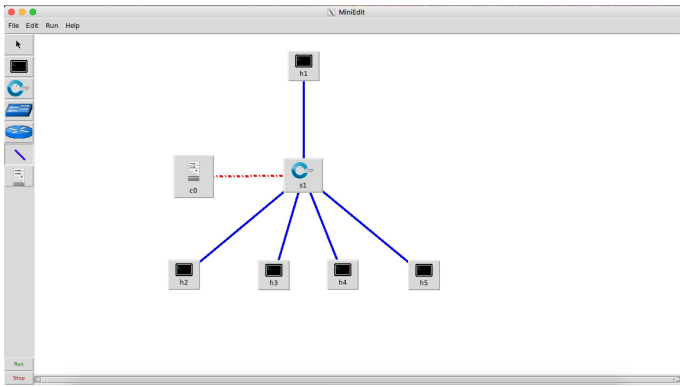 MiniEdit
File Edit Run Help
h1
c0
s1
h2
h3
h4
h5
Run
Stop